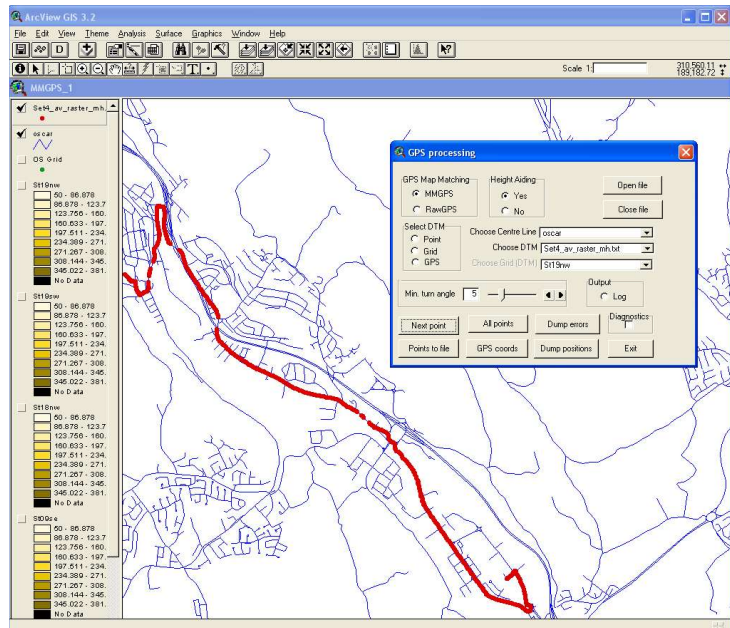 ArcView GIS 3.2
File Edit View Theme Analysis Surface Graphics Window Help
Scale 1:
310,560.11
189,182.72
MMGPS_1
Set4_av_raster_mh.
oscar
OS Grid
St19nw
50 - 86.878
86.878 - 123.7
123.756 - 160.
160.633 - 197.
197.511 - 234.
234.389 - 271.
271.267 - 308.
308.144 - 345.
345.022 - 381.
No Data
St19sw
50 - 86.878
86.878 - 123.7
123.756 - 160.
160.633 - 197.
197.511 - 234.
234.389 - 271.
271.267 - 308.
308.144 - 345.
345.022 - 381.
No Data
St18nw
50 - 86.878
86.878 - 123.7
123.756 - 160.
160.633 - 197.
197.511 - 234.
234.389 - 271.
271.267 - 308.
308.144 - 345.
345.022 - 381.
No Data
St09se
50 - 86.878
86.878 - 123.7
123.756 - 160.
160.633 - 197.
197.511 - 234.
234.389 - 271.
271.267 - 308.
308.144 - 345.
345.022 - 381.
No Data
GPS processing
GPS Map Matching
MMGPS
RawGPS
Height Aiding
Yes
No
Open file
Close file
Select DTM
Point
Grid
GPS
Choose Centre Line oscar
Choose DTM Set4_av_raster_mh.txt
Choose Grid (DTM) St19nw
Min. turn angle 5
Output
Log
Next point All points Dump errors Diagnostics
Points to file GPS coords Dump positions Exit